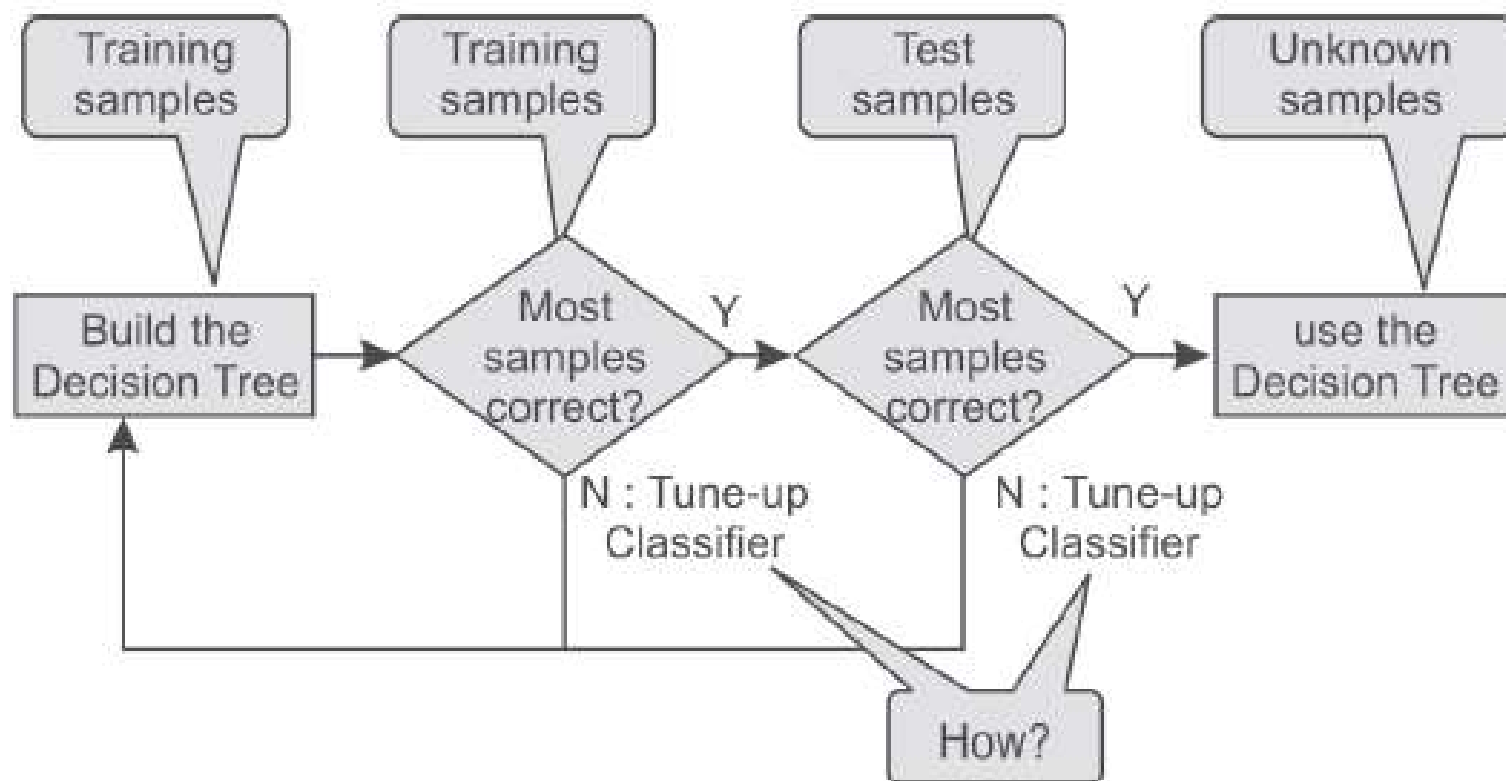 Training
samples
Training
samples
Test
samples
Unknown
samples
Build the
Decision Tree
Most
samples
correct?
Y
Most
samples
correct?
Y
use the
Decision Tree
N : Tune-up
Classifier
N : Tune-up
Classifier
How?